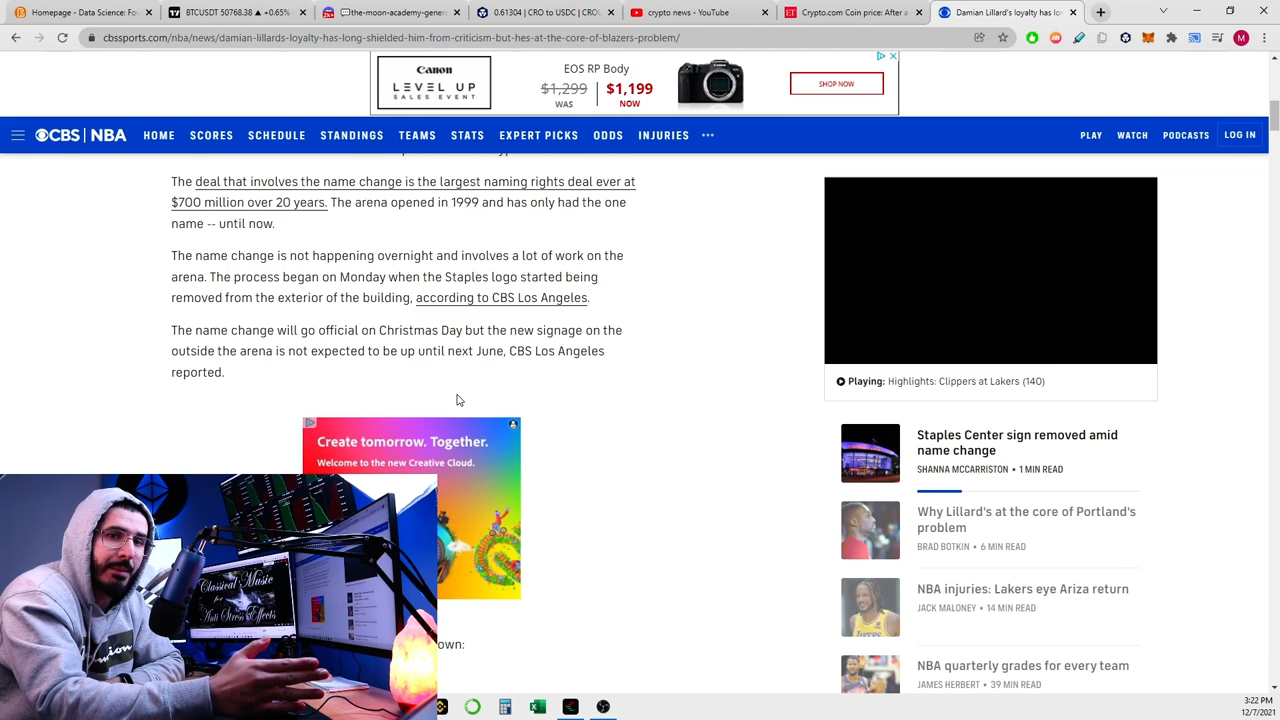 Homepage - Data Science: Fou
BTCUSDT 50768.38 ▲ +0.65%
the-moon-academy-genera
0.61304 | CRO to USDC | CROU
crypto news - YouTube
Crypto.com Coin: After a
Damian Lillard's loyalty has lo
cbssports.com/nba/news/damian-lillards-loyalty-has-long-shielded-him-from-criticism-but-hes-at-the-core-of-blazers-problem/
M
Canon
LEVEL UP
SALES EVENT
EOS RP Body
$1,299
WAS
$1,199
NOW
SHOP NOW
CBS NBA HOME SCORES SCHEDULE STANDINGS TEAMS STATS EXPERT PICKS ODDS INJURIES ••• PLAY WATCH PODCASTS LOG IN
The deal that involves the name change is the largest naming rights deal ever at
$700 million over 20 years. The arena opened in 1999 and has only had the one
name -- until now.
The name change is not happening overnight and involves a lot of work on the
arena. The process began on Monday when the Staples logo started being
removed from the exterior of the building, according to CBS Los Angeles.
The name change will go official on Christmas Day but the new signage on the
outside the arena is not expected to be up until next June, CBS Los Angeles
reported.
Create tomorrow. Together.
Welcome to the new Creative Cloud.
own:
Playing: Highlights: Clippers at Lakers (140)
Staples Center sign removed amid
name change
SHANNA MCCARRISTON • 1 MIN READ
Why Lillard's at the core of Portland's
problem
BRAD BOTKIN • 6 MIN READ
NBA injuries: Lakers eye Ariza return
JACK MALONEY • 14 MIN READ
NBA quarterly grades for every team
JAMES HERBERT • 39 MIN READ
Classical Music
Anti Stress Effects
3:22 PM
12/7/2021